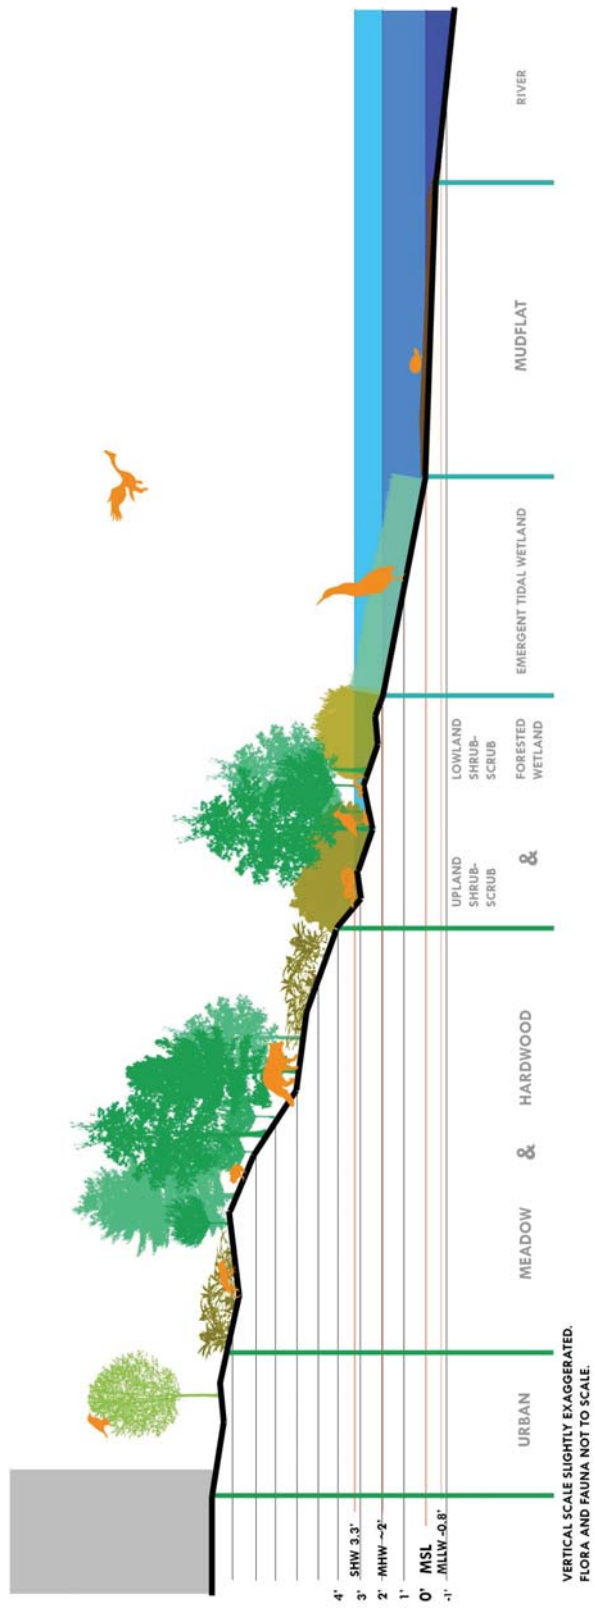 4'
SHW 3.3'
3'
2'
MHW ~2'
1'
0'
MSL
MLLW -0.8'
-1'
URBAN
MEADOW
&
HARDWOOD
UPLAND
SHRUB-
SCRUB
&
LOWLAND
SHRUB-
SCRUB
FORESTED
WETLAND
EMERGENT TIDAL WETLAND
MUDFLAT
RIVER
VERTICAL SCALE SLIGHTLY EXAGGERATED.
FLORA AND FAUNA NOT TO SCALE.